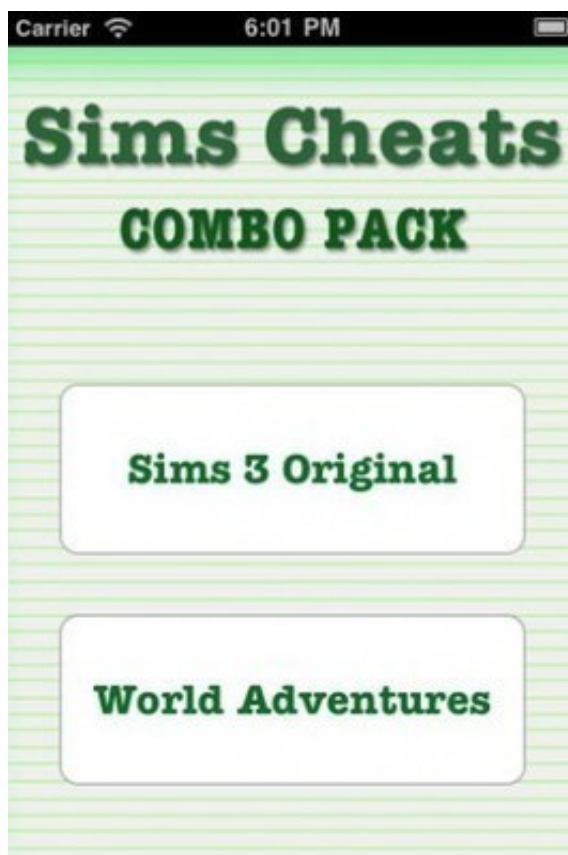 Carrier 6:01 PM
Sims Cheats
COMBO PACK
Sims 3 Original
World Adventures